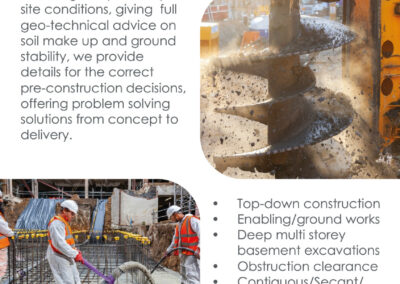 site conditions, giving full
geo-technical advice on
soil make up and ground
stability, we provide
details for the correct
pre-construction decisions,
offering problem solving
solutions from concept to
delivery.
• Top-down construction
• Enabling/ground works
• Deep multi storey
basement excavations
• Obstruction clearance
• Contiguous/Secant/